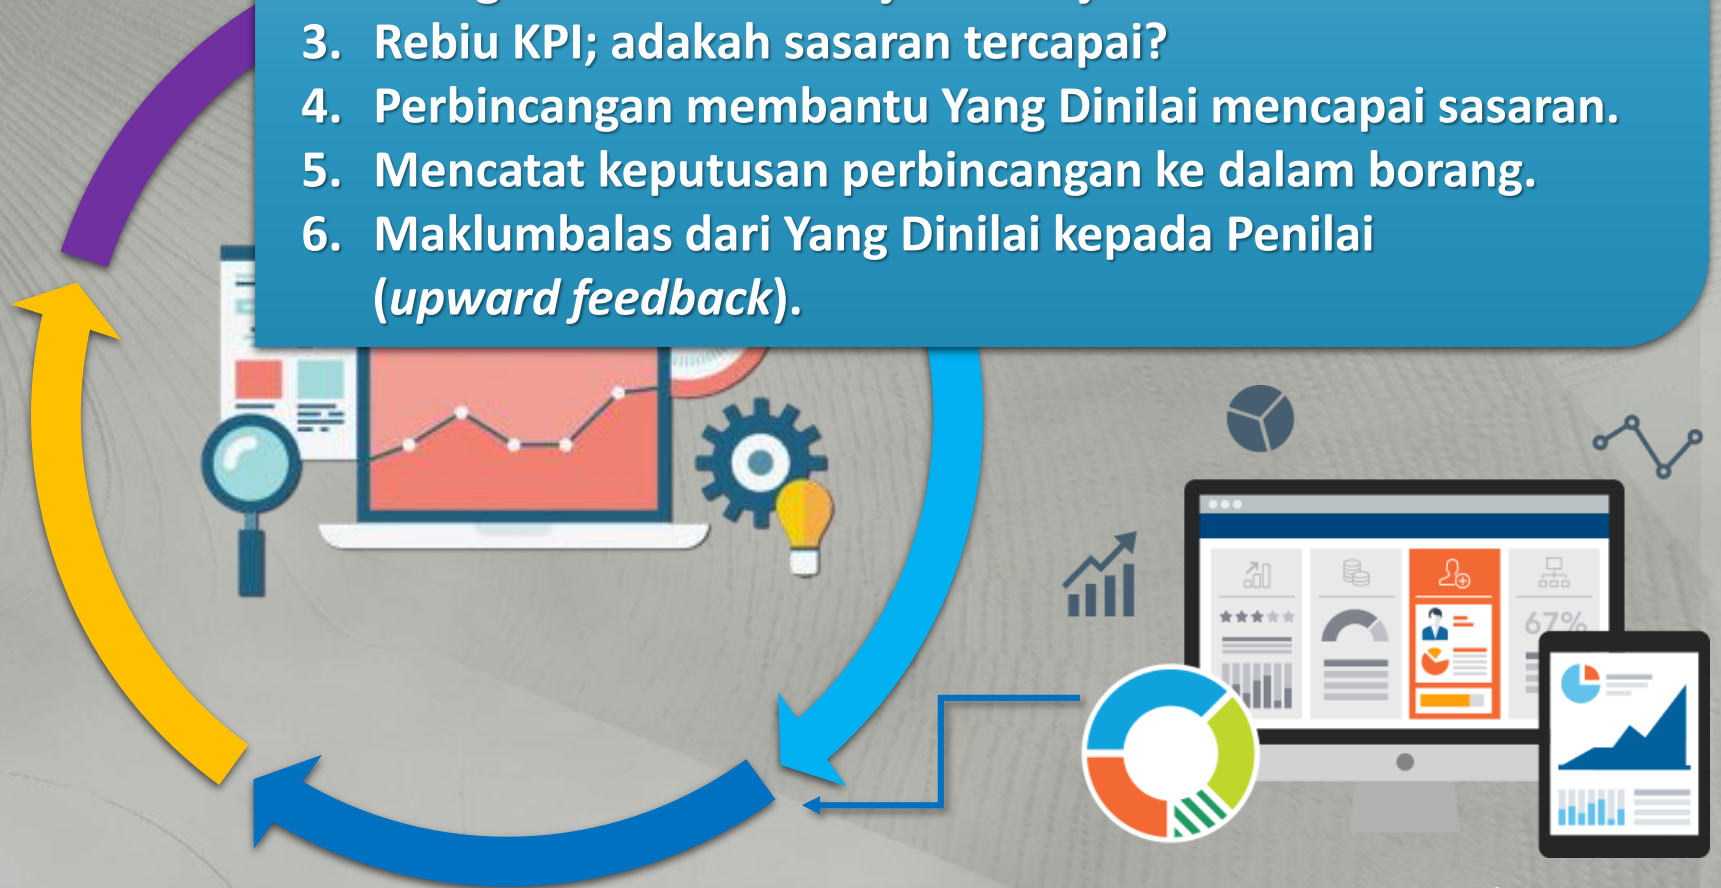 3. Rebiu KPI; adakah sasaran tercapai?
4. Perbincangan membantu Yang Dinilai mencapai sasaran.
5. Mencatat keputusan perbincangan ke dalam borang.
6. Maklumbalas dari Yang Dinilai kepada Penilai
(upward feedback).
67%